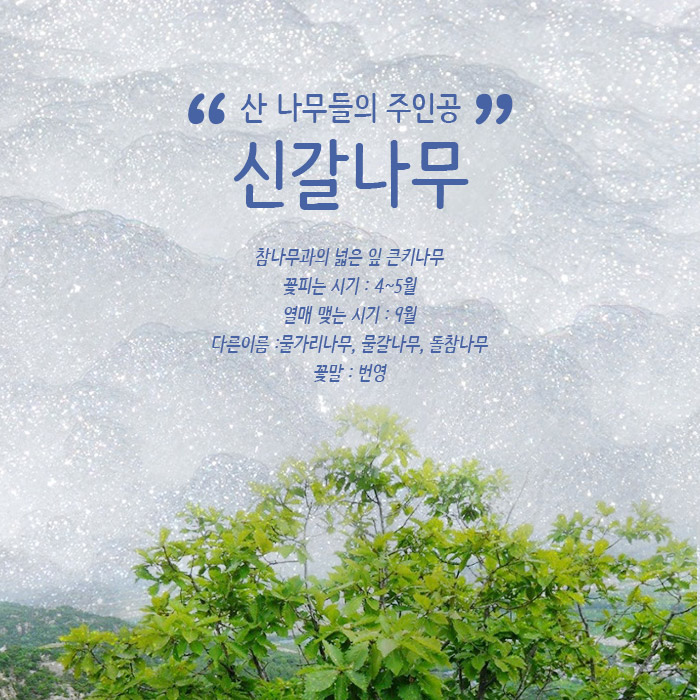 “ 산 나무들의 주인공 ”
신갈나무
참나무과의 넓은 잎 큰키나무
꽃피는 시기 : 4~5월
열매 맺는 시기 : 9월
다른이름 :물가리나무, 물갈나무, 돌참나무
꽃말 : 번영